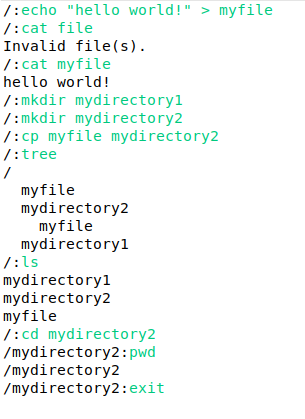 /:echo "hello world!" > myfile
/:cat file
Invalid file(s).
/:cat myfile
hello world!
/:mkdir mydirectory1
/:mkdir mydirectory2
/:cp myfile mydirectory2
/:tree
/
  myfile
  mydirectory2
    myfile
  mydirectory1
/:ls
mydirectory1
mydirectory2
myfile
/:cd mydirectory2
/mydirectory2:pwd
/mydirectory2
/mydirectory2:exit